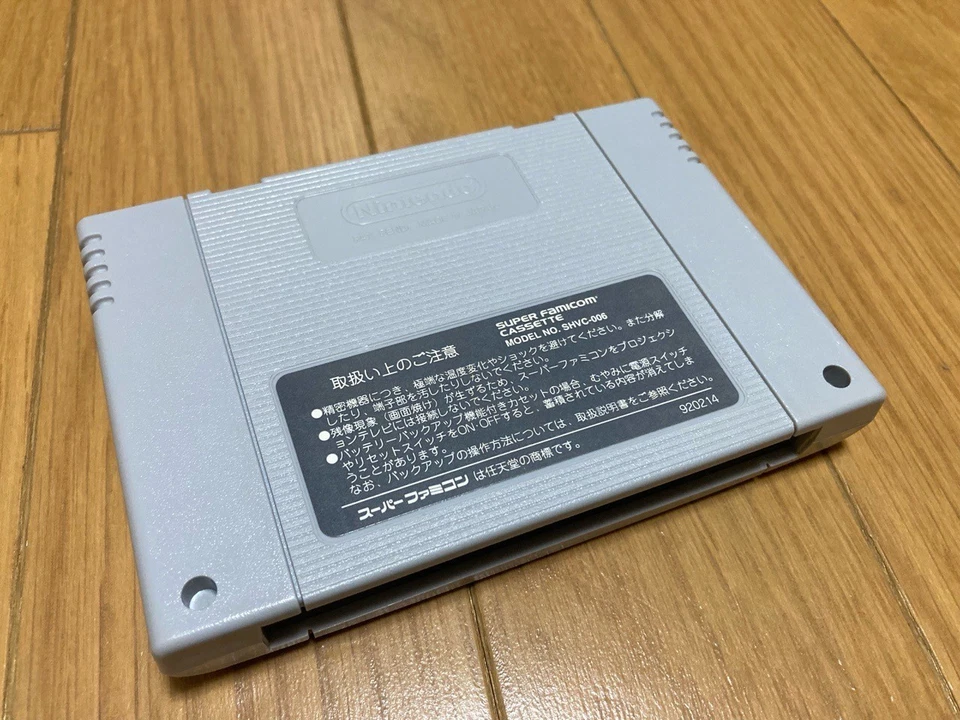 Nintendo
SUPER FAMICOM
CASSETTE
MODEL NO. SHVC-006
取扱い上のご注意
●精密機器につき、極端な温度変化やショックを避けてください。また分解
したり、端子部を汚したりしないでください。
●残像現象（画面焼け）が生ずるため、スーパーファミコンをプロジェクシ
ョンテレビには接続しないでください。
●バッテリーバックアップ機能付きカセットの場合、むやみに電源スイッチ
やリセットスイッチをON・OFFすると、蓄積されている内容が消えてしま
うことがあります。
なお、バックアップの操作方法については、取扱説明書をご参照ください。
920214
スーパーファミコン は任天堂の商標です。